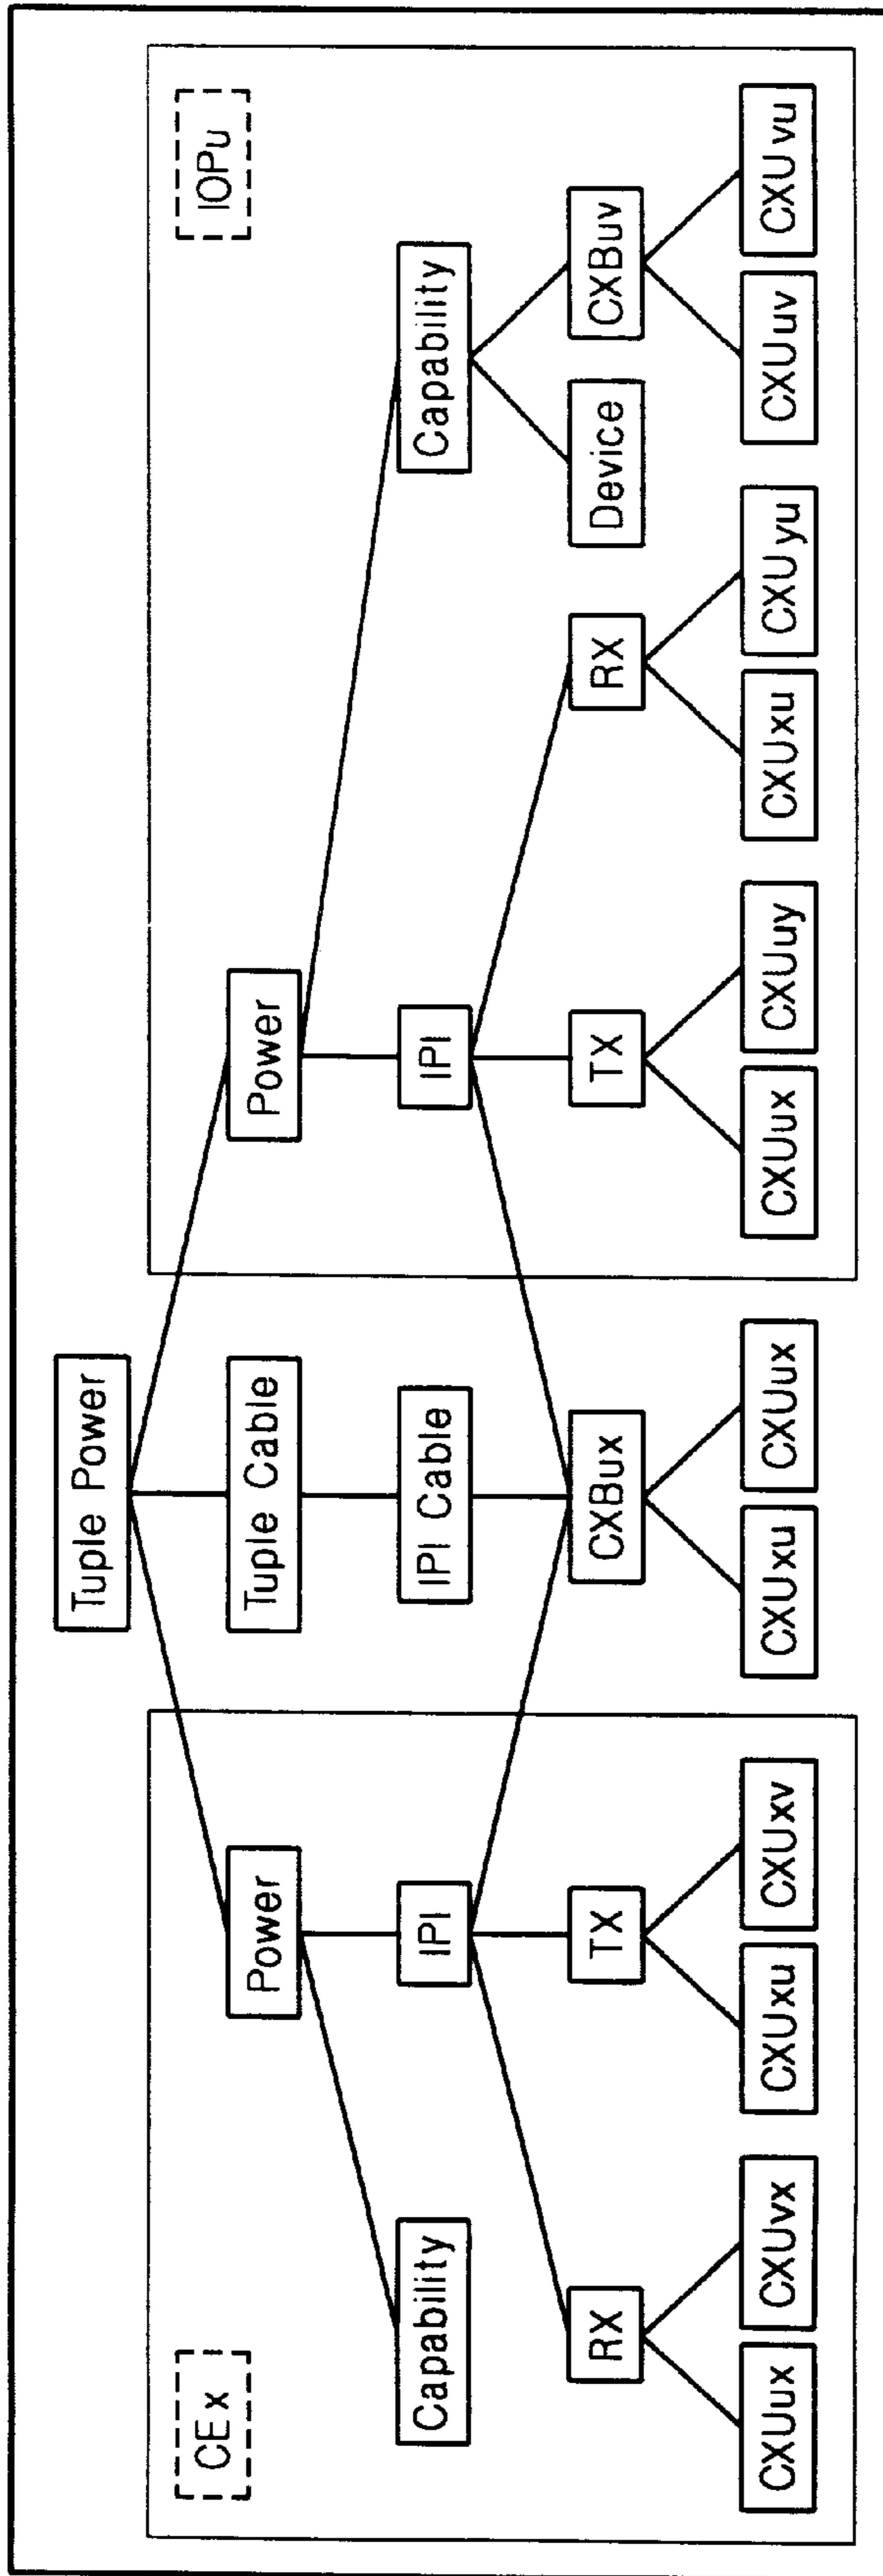 Tuple Power
CEx
IOPu
Power
Tuple Cable
Power
Capability
IPI
IPI Cable
IPI
Capability
RX
TX
CXBux
TX
RX
Device
CXBuv
CXUux
CXUvx
CXUxu
CXUxv
CXUxu
CXUux
CXUux
CXUuy
CXUxu
CXUyu
CXUuv
CXUvu